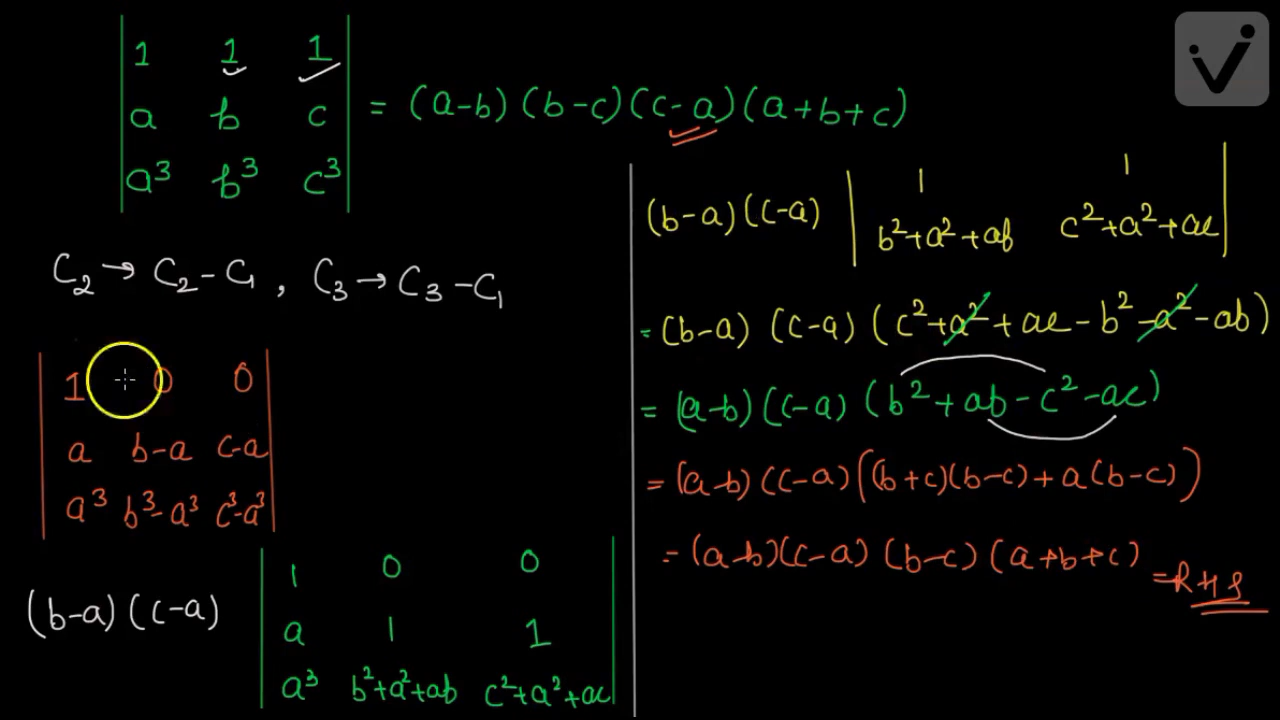 | 1 1 1 |
| a b c | = (a-b) (b-c) (c-a) (a+b+c)
| a³ b³ c³ |
C₂ → C₂-C₁, C₃ → C₃-C₁
| 1 0 0 |
| a b-a c-a |
| a³ b³-a³ c³-a³ |
(b-a) (c-a)
| 1 0 0 |
| a 1 1 |
| a³ b²+a²+ab c²+a²+ac |
(b-a) (c-a)
| 1 1 |
| b²+a²+ab c²+a²+ac |
= (b-a) (c-a) (c²+a²+ac-b²-a²-ab)
= (a-b) (c-a) (b²+ab-c²-ac)
= (a-b) (c-a) ((b+c)(b-c)+a(b-c))
= (a-b)(c-a) (b-c) (a+b+c) = RHS